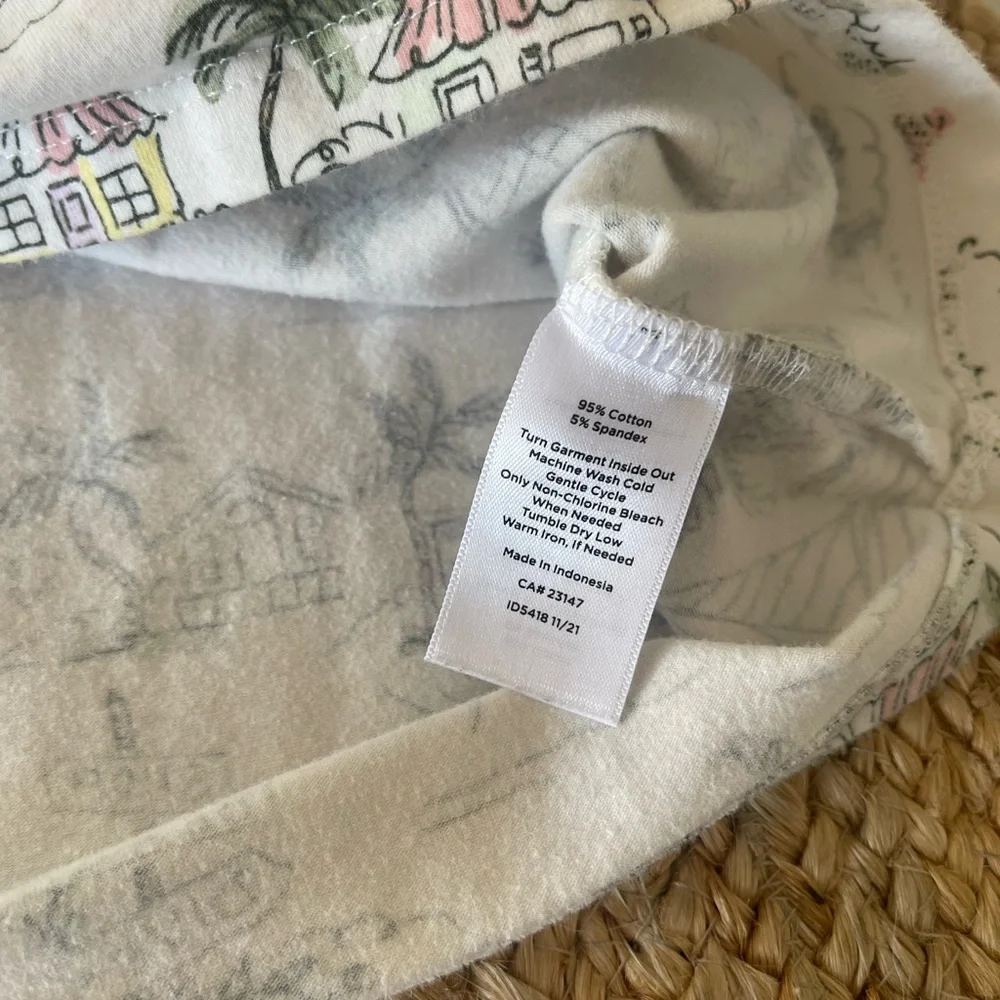 95% Cotton
5% Spandex
Turn Garment Inside Out
Machine Wash Cold
Gentle Cycle
Only Non-Chlorine Bleach
When Needed
Tumble Dry Low
Warm Iron, If Needed
Made In Indonesia
CA# 23147
ID5418 11/21